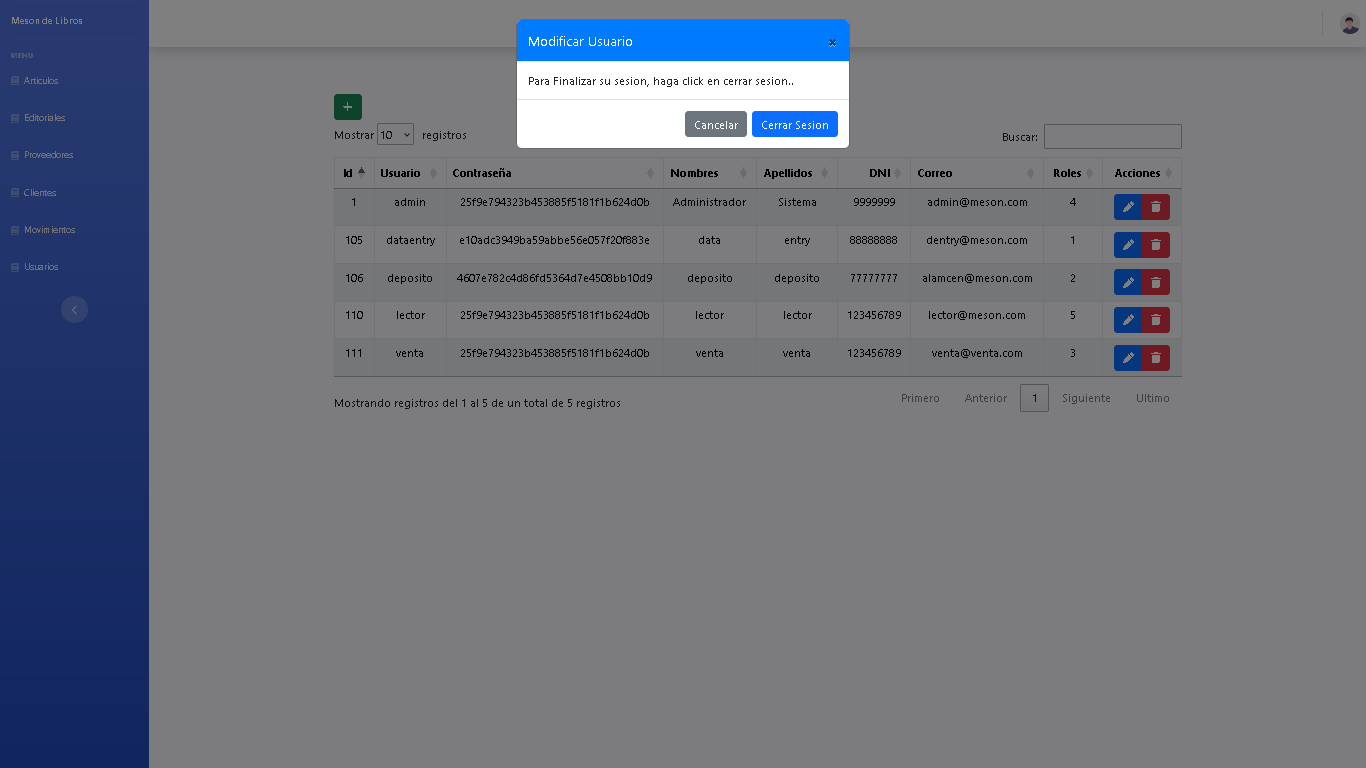 Meson de Libros
MENU
Articulos
Editoriales
Proveedores
Clientes
Movimientos
Usuarios
Modificar Usuario ×
Para Finalizar su sesion, haga click en cerrar sesion..
Cancelar Cerrar Sesion
+
Mostrar 10 registros Buscar:
Id Usuario Contraseña Nombres Apellidos DNI Correo Roles Acciones
1 admin 25f9e794323b453885f5181f1b624d0b Administrador Sistema 9999999 admin@meson.com 4
105 dataentry e10adc3949ba59abbe56e057f20f883e data entry 88888888 dentry@meson.com 1
106 deposito 4607e782c4d86fd5364d7e4508bb10d9 deposito deposito 77777777 alamcen@meson.com 2
110 lector 25f9e794323b453885f5181f1b624d0b lector lector 123456789 lector@meson.com 5
111 venta 25f9e794323b453885f5181f1b624d0b venta venta 123456789 venta@venta.com 3
Mostrando registros del 1 al 5 de un total de 5 registros Primero Anterior 1 Siguiente Ultimo